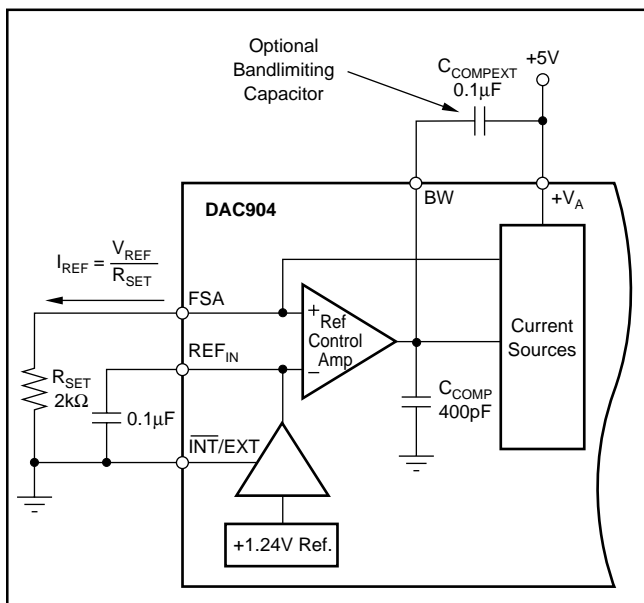 Optional
Bandlimiting
Capacitor
C_COMPEXT
0.1μF
+5V
DAC904
BW
+V_A
I_REF = V_REF / R_SET
FSA
REF_IN
+
Ref
Control
Amp
–
Current
Sources
R_SET
2kΩ
0.1μF
C_COMP
400pF
I̅N̅T̅/EXT
+1.24V Ref.